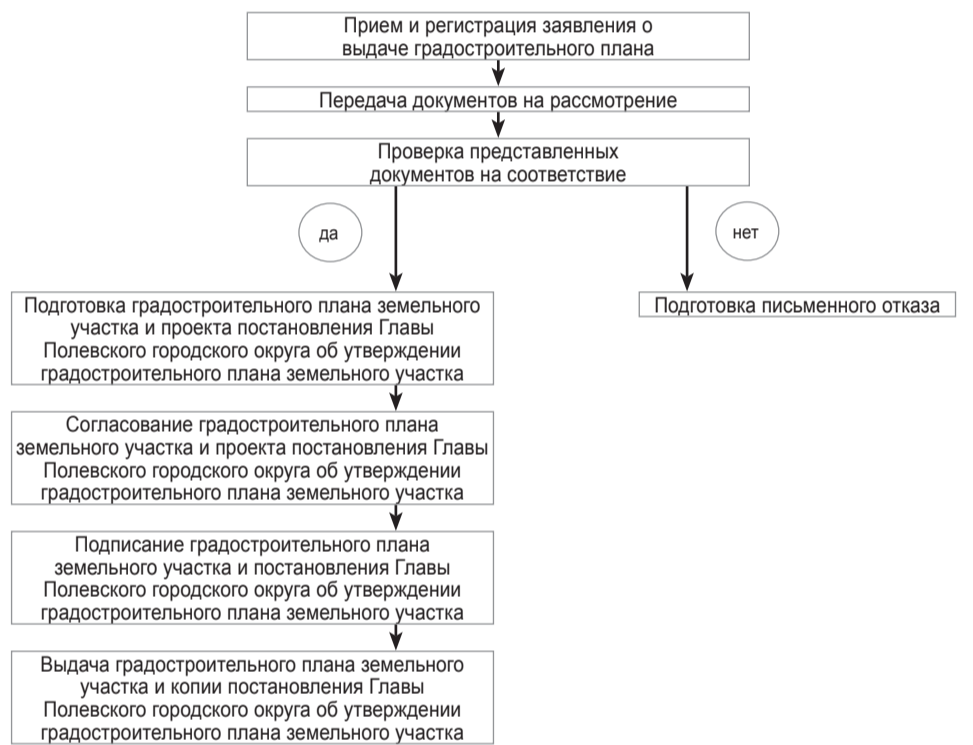 Прием и регистрация заявления о
выдаче градостроительного плана
Передача документов на рассмотрение
Проверка представленных
документов на соответствие
да
нет
Подготовка градостроительного плана земельного
участка и проекта постановления Главы
Полевского городского округа об утверждении
градостроительного плана земельного участка
Подготовка письменного отказа
Согласование градостроительного плана
земельного участка и проекта постановления Главы
Полевского городского округа об утверждении
градостроительного плана земельного участка
Подписание градостроительного плана
земельного участка и постановления Главы
Полевского городского округа об утверждении
градостроительного плана земельного участка
Выдача градостроительного плана земельного
участка и копии постановления Главы
Полевского городского округа об утверждении
градостроительного плана земельного участка